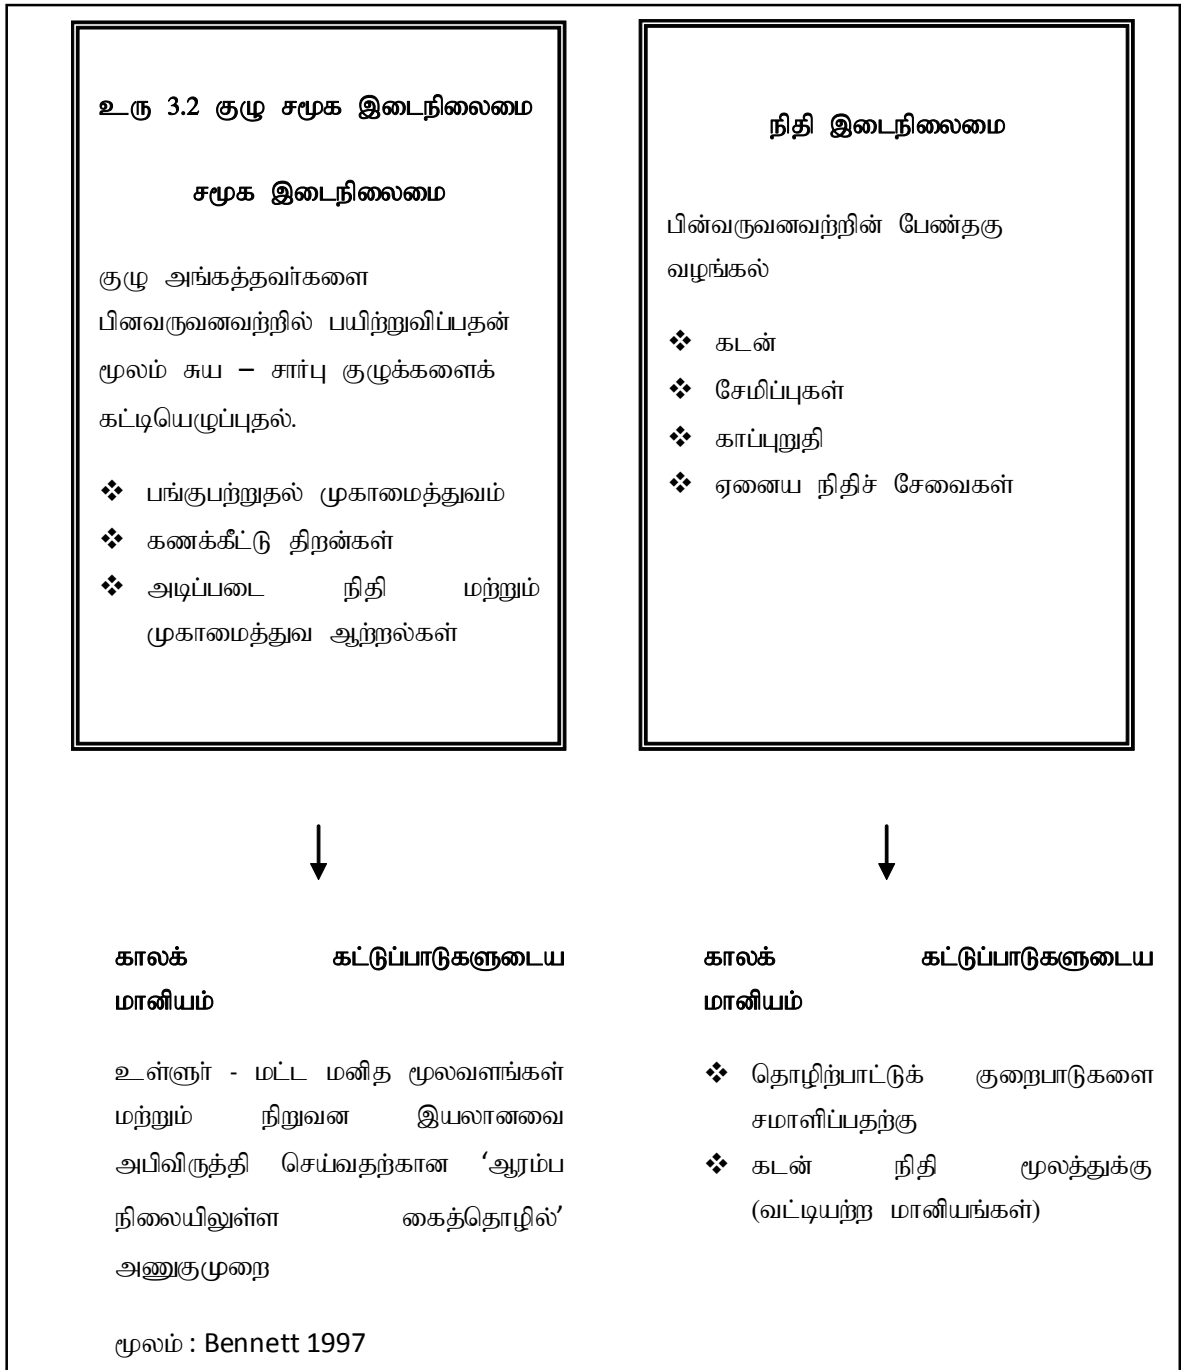 உரு 3.2 குழு சமூக இடைநிலைமை
சமூக இடைநிலைமை
குழு அங்கத்தவர்களை
பினவருவனவற்றில் பயிற்றுவிப்பதன்
மூலம் சுய – சார்பு குழுக்களைக்
கட்டியெழுப்புதல்.
❖ பங்குபற்றுதல் முகாமைத்துவம்
❖ கணக்கீட்டு திறன்கள்
❖ அடிப்படை நிதி மற்றும்
முகாமைத்துவ ஆற்றல்கள்
நிதி இடைநிலைமை
பின்வருவனவற்றின் பேண்தகு
வழங்கல்
❖ கடன்
❖ சேமிப்புகள்
❖ காப்புறுதி
❖ ஏனைய நிதிச் சேவைகள்
காலக் கட்டுப்பாடுகளுடைய
மானியம்
உள்ளுர் - மட்ட மனித மூலவளங்கள்
மற்றும் நிறுவன இயலானவை
அபிவிருத்தி செய்வதற்கான ‘ஆரம்ப
நிலையிலுள்ள கைத்தொழில்’
அணுகுமுறை
மூலம் : Bennett 1997
காலக் கட்டுப்பாடுகளுடைய
மானியம்
❖ தொழிற்பாட்டுக் குறைபாடுகளை
சமாளிப்பதற்கு
❖ கடன் நிதி மூலத்துக்கு
(வட்டியற்ற மானியங்கள்)